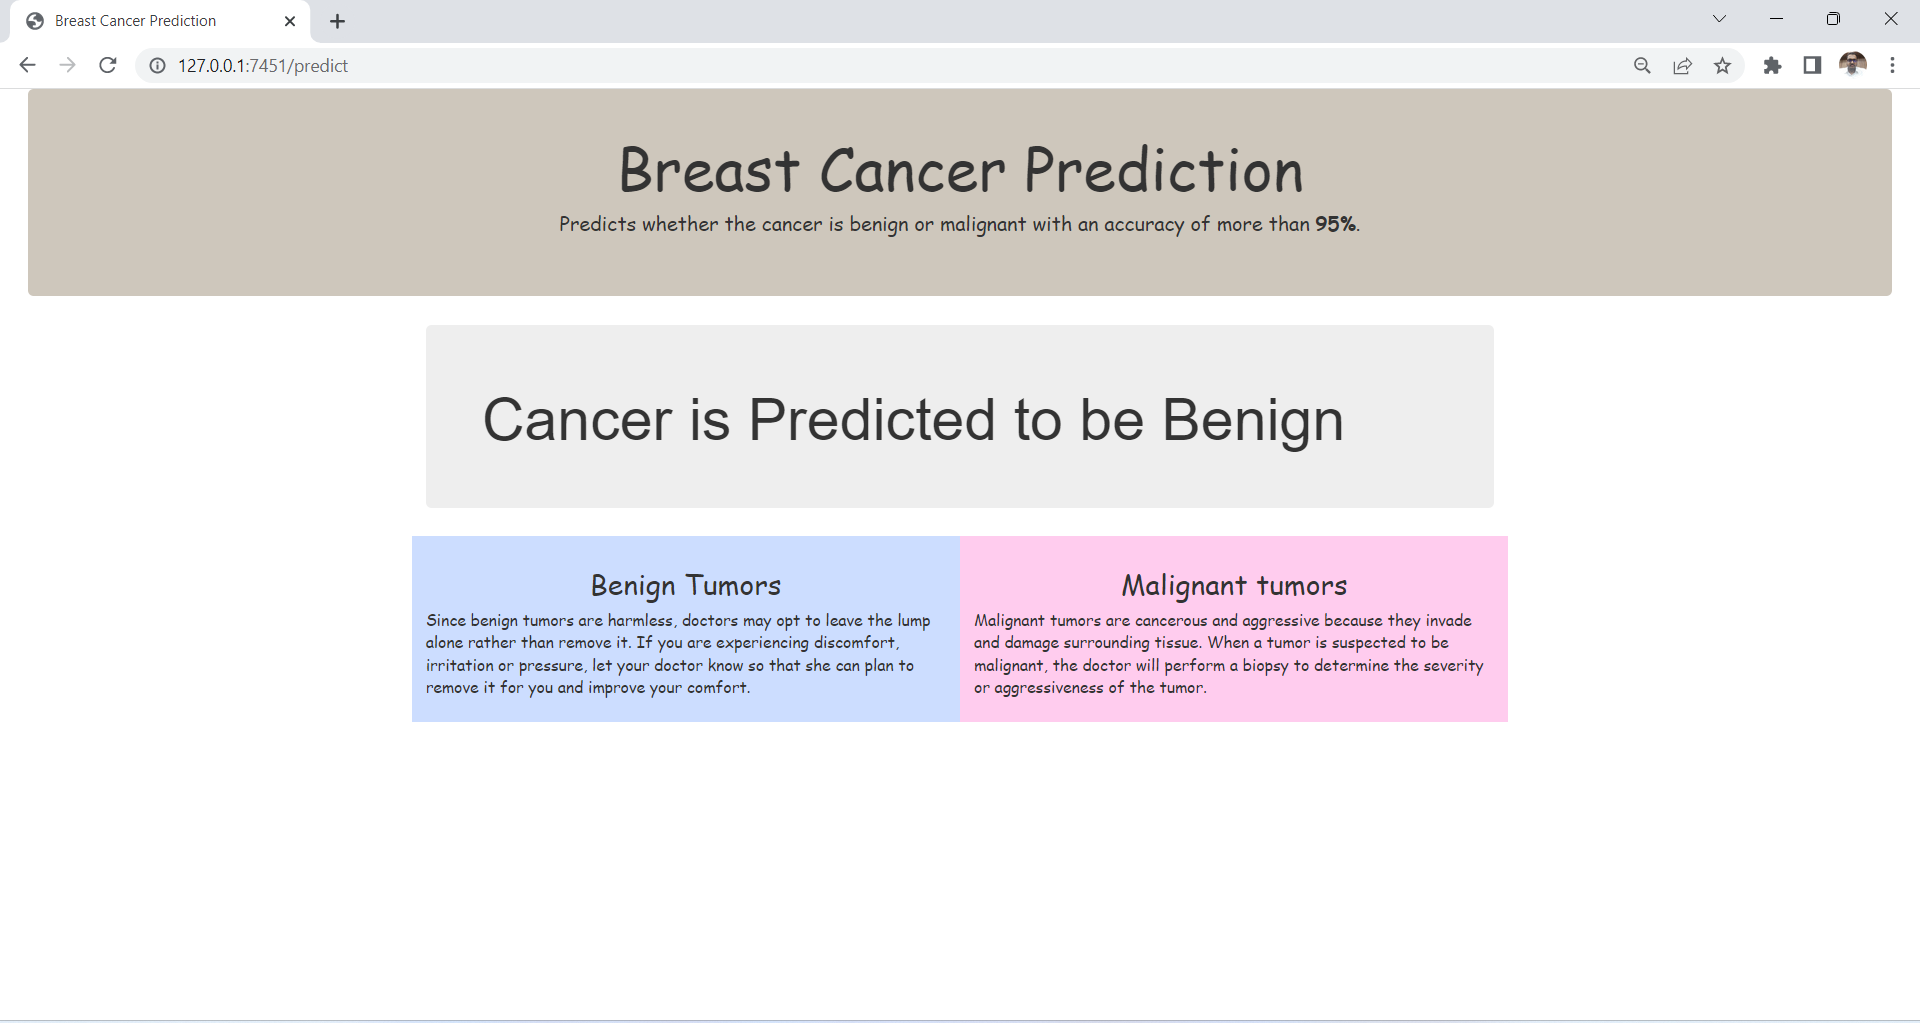 Breast Cancer Prediction
127.0.0.1:7451/predict
Breast Cancer Prediction
Predicts whether the cancer is benign or malignant with an accuracy of more than 95%.
Cancer is Predicted to be Benign
Benign Tumors
Since benign tumors are harmless, doctors may opt to leave the lump
alone rather than remove it. If you are experiencing discomfort,
irritation or pressure, let your doctor know so that she can plan to
remove it for you and improve your comfort.
Malignant tumors
Malignant tumors are cancerous and aggressive because they invade
and damage surrounding tissue. When a tumor is suspected to be
malignant, the doctor will perform a biopsy to determine the severity
or aggressiveness of the tumor.